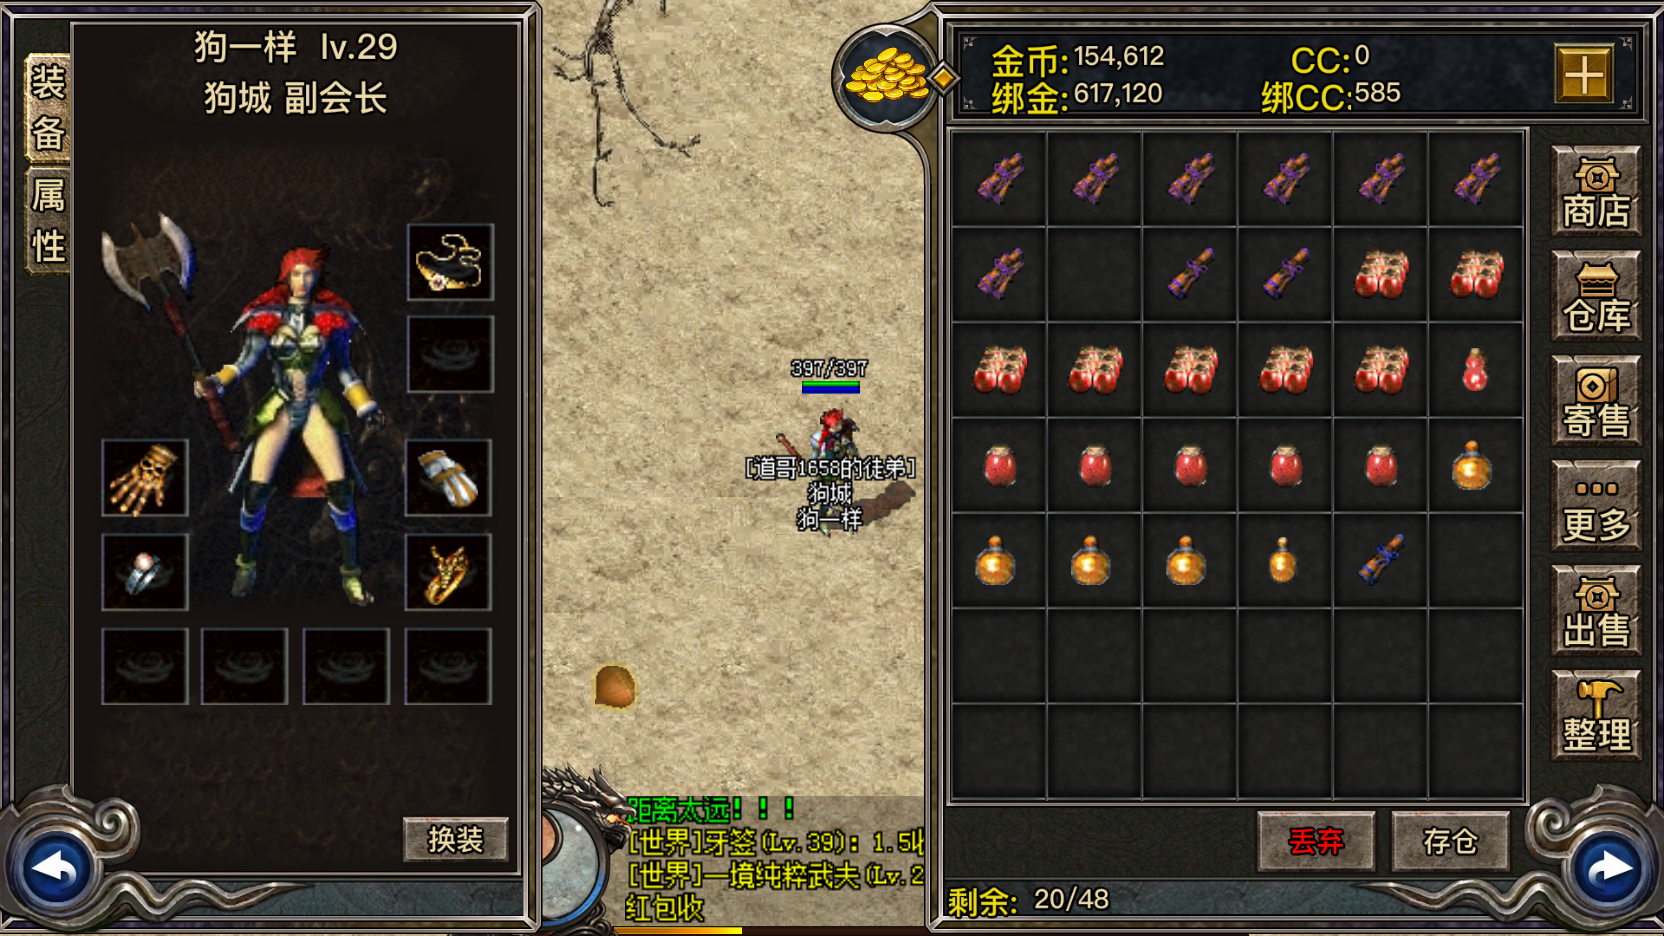 狗一样 lv.29
狗城 副会长
装备
属性
换装
397/397
[道哥1658的徒弟]
狗城
狗一样
距离太远！！！
[世界]牙签(Lv.39): 1.5收
[世界]一境纯粹武夫(Lv.2
红包收
金币: 154,612
CC: 0
绑金: 617,120
绑CC: 585
商店
仓库
寄售
更多
出售
整理
丢弃
存仓
剩余: 20/48